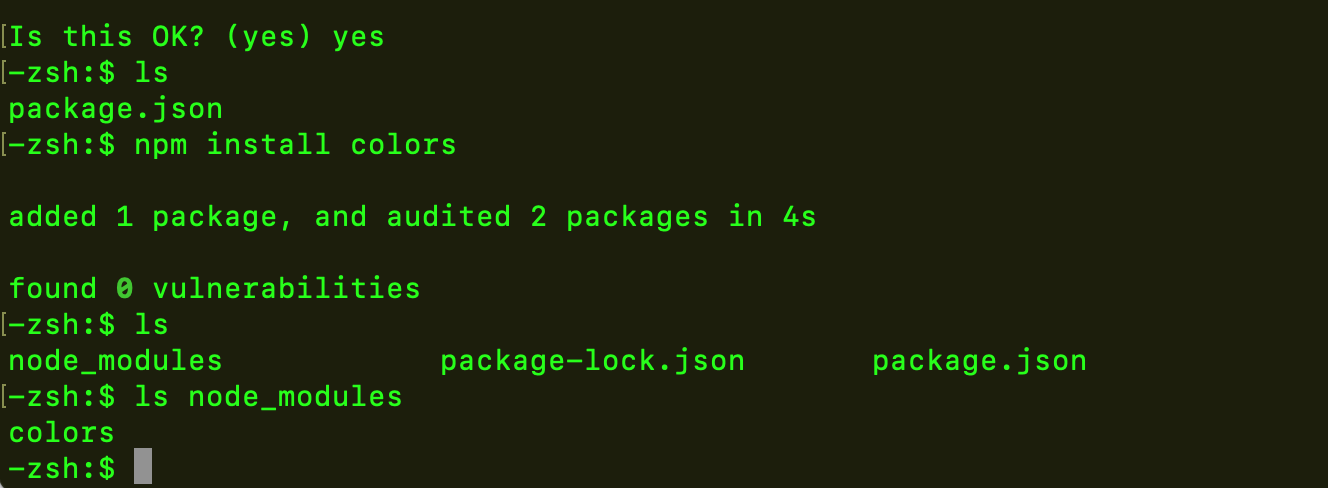 [Is this OK? (yes) yes
[-zsh:$ ls
package.json
[-zsh:$ npm install colors
added 1 package, and audited 2 packages in 4s
found 0 vulnerabilities
[-zsh:$ ls
node_modules package-lock.json package.json
[-zsh:$ ls node_modules
colors
-zsh:$